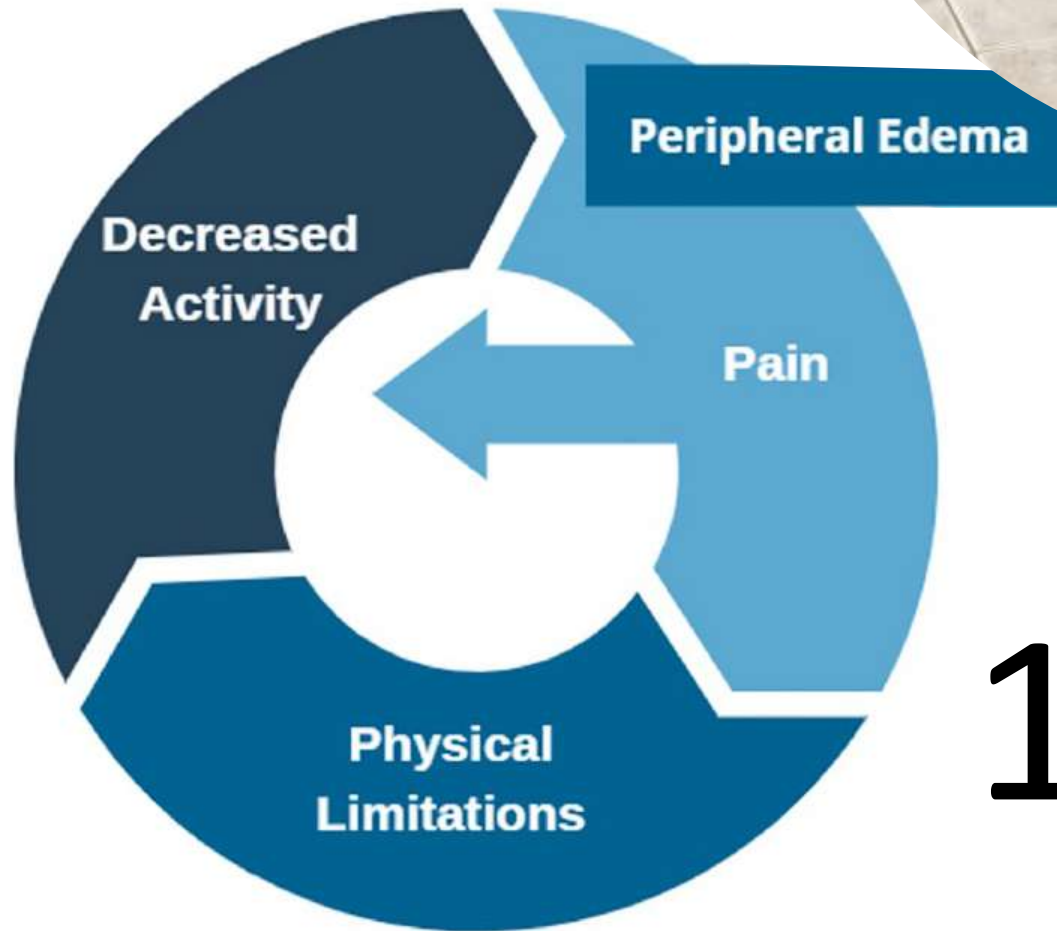 Peripheral Edema
Decreased
Activity
Pain
Physical
Limitations
1